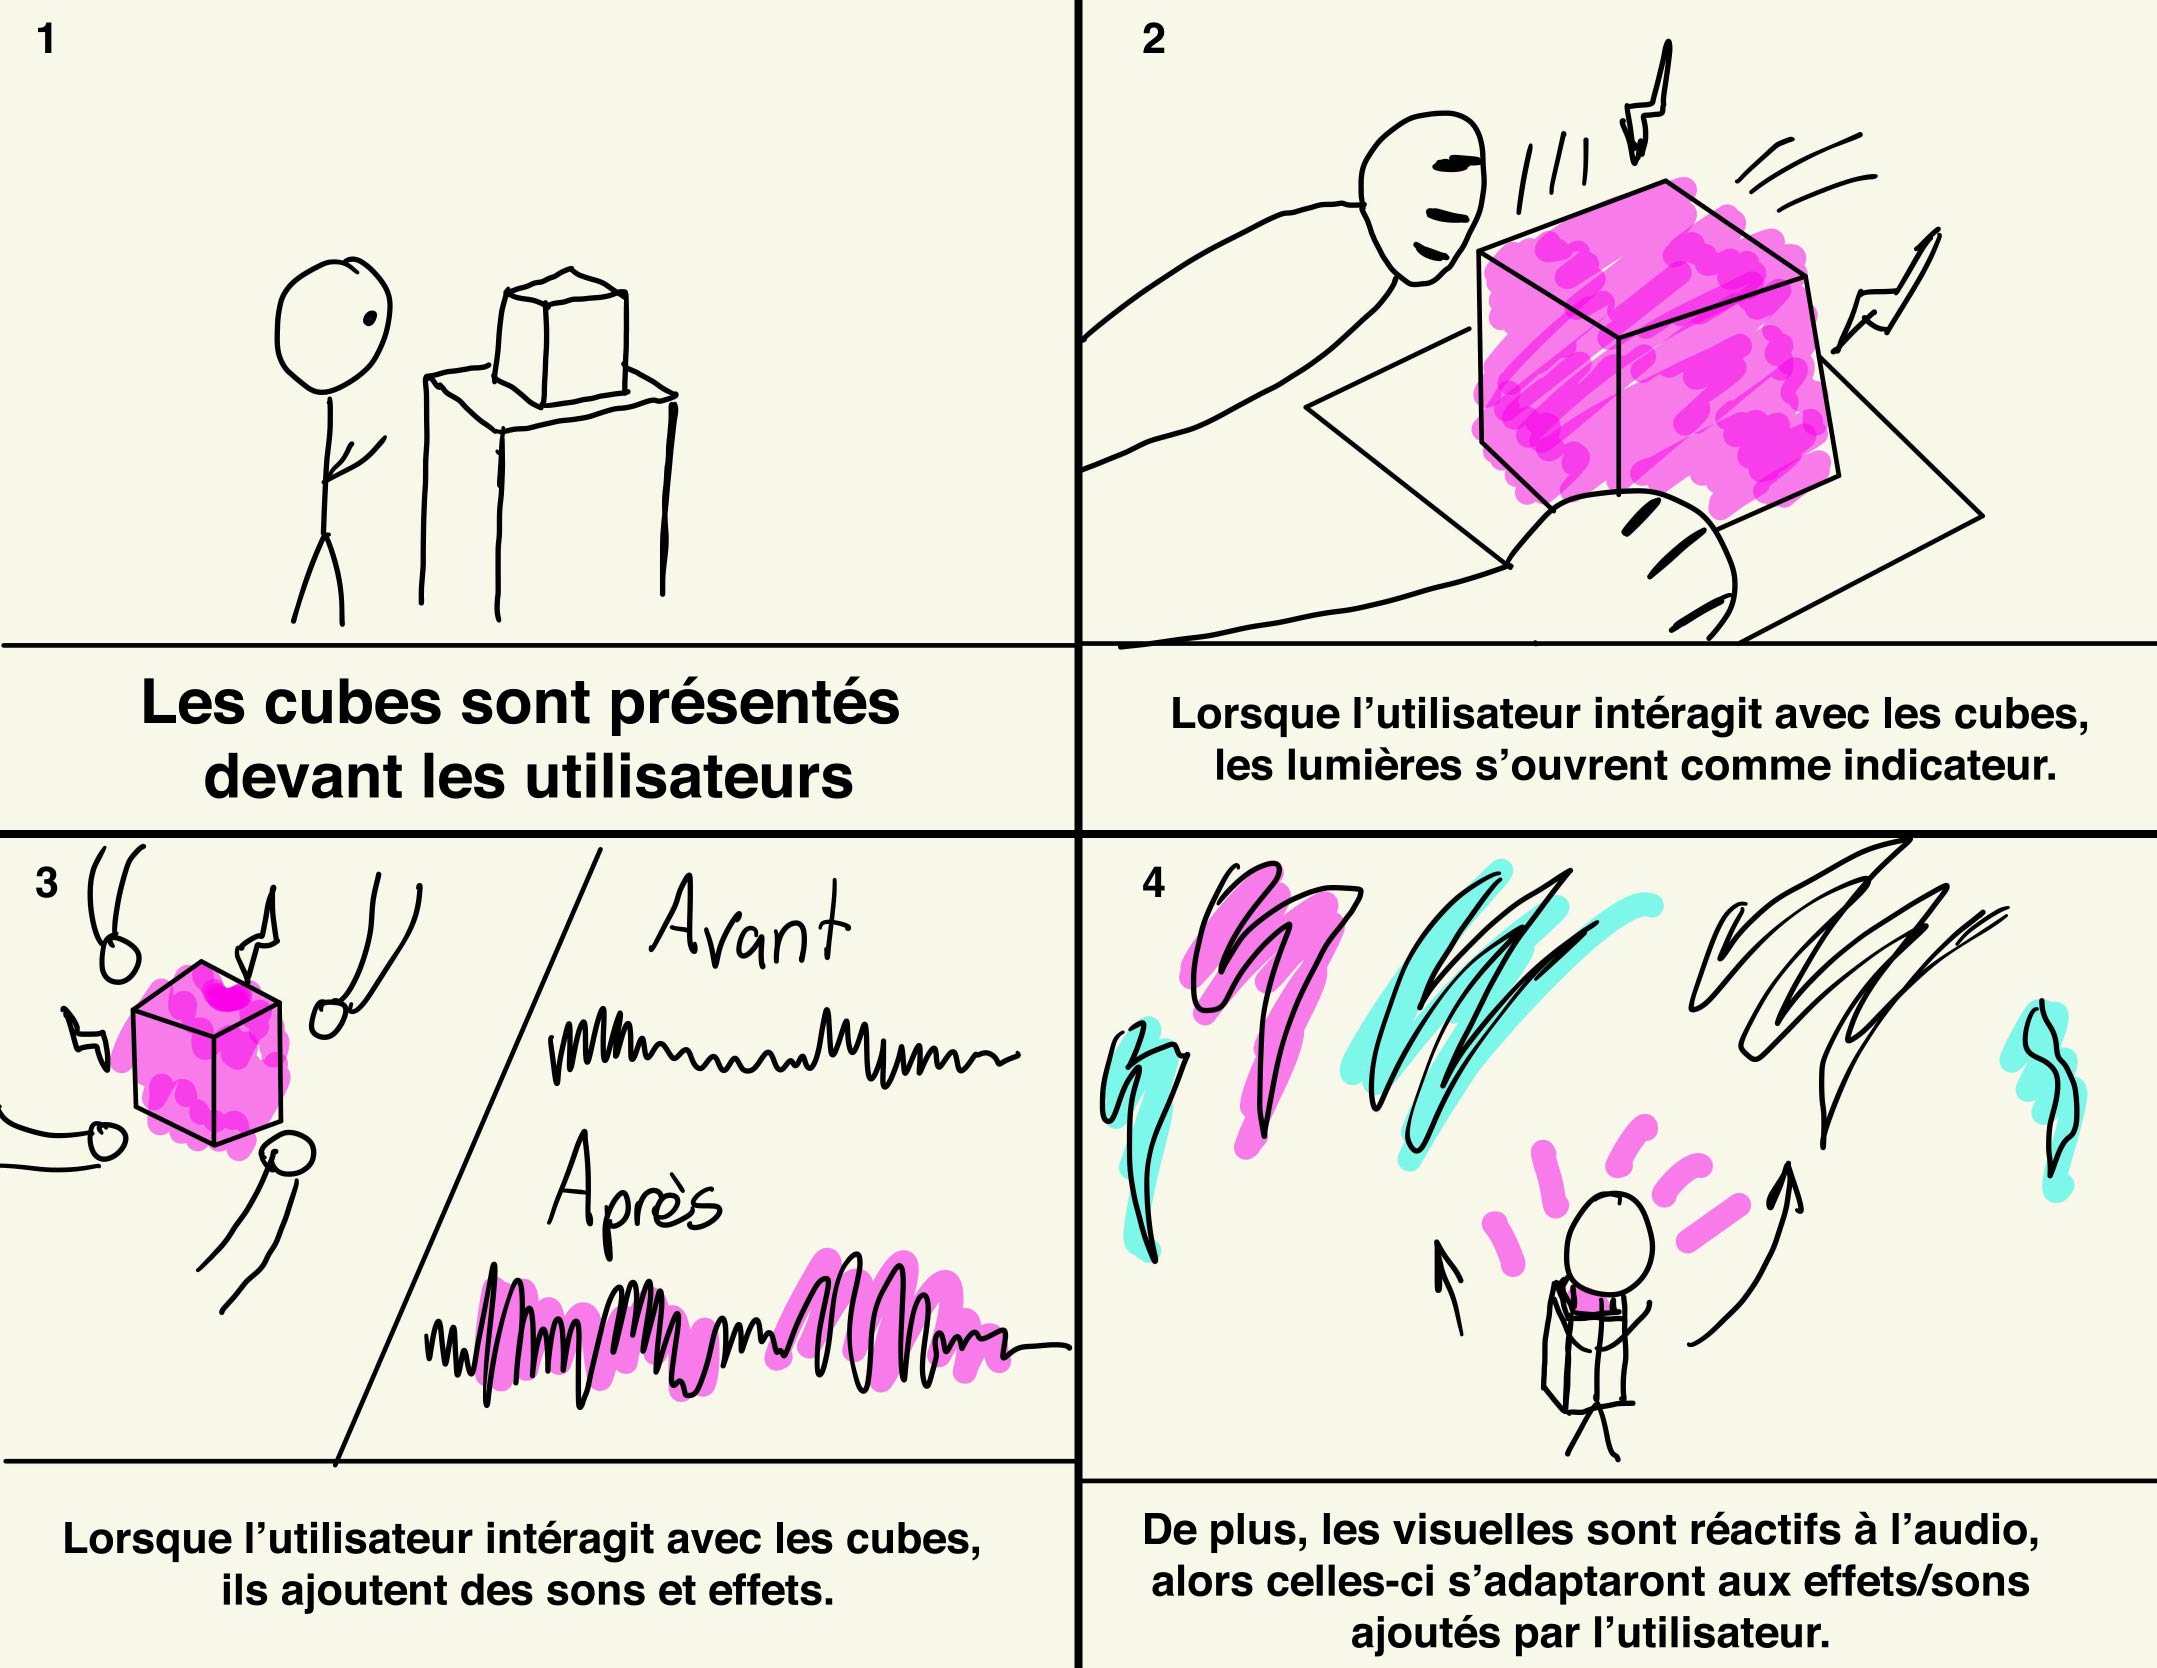 1
Les cubes sont présentés
devant les utilisateurs
2
Lorsque l’utilisateur intéragit avec les cubes,
les lumières s’ouvrent comme indicateur.
3
Avant
Après
Lorsque l’utilisateur intéragit avec les cubes,
ils ajoutent des sons et effets.
4
De plus, les visuelles sont réactifs à l’audio,
alors celles-ci s’adaptaront aux effets/sons
ajoutés par l’utilisateur.